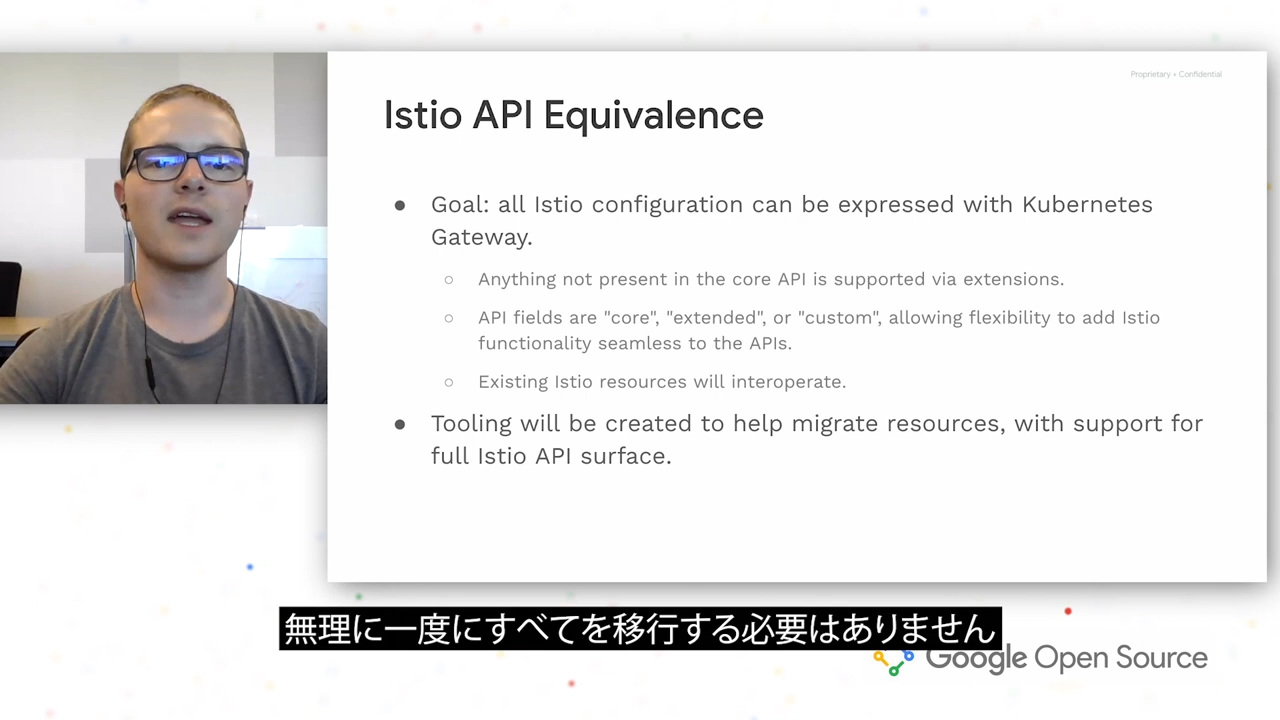 Proprietary + Confidential
Istio API Equivalence
● Goal: all Istio configuration can be expressed with Kubernetes
Gateway.
○ Anything not present in the core API is supported via extensions.
○ API fields are "core", "extended", or "custom", allowing flexibility to add Istio
functionality seamless to the APIs.
○ Existing Istio resources will interoperate.
● Tooling will be created to help migrate resources, with support for
full Istio API surface.
無理に一度にすべてを移行する必要はありません
Google Open Source